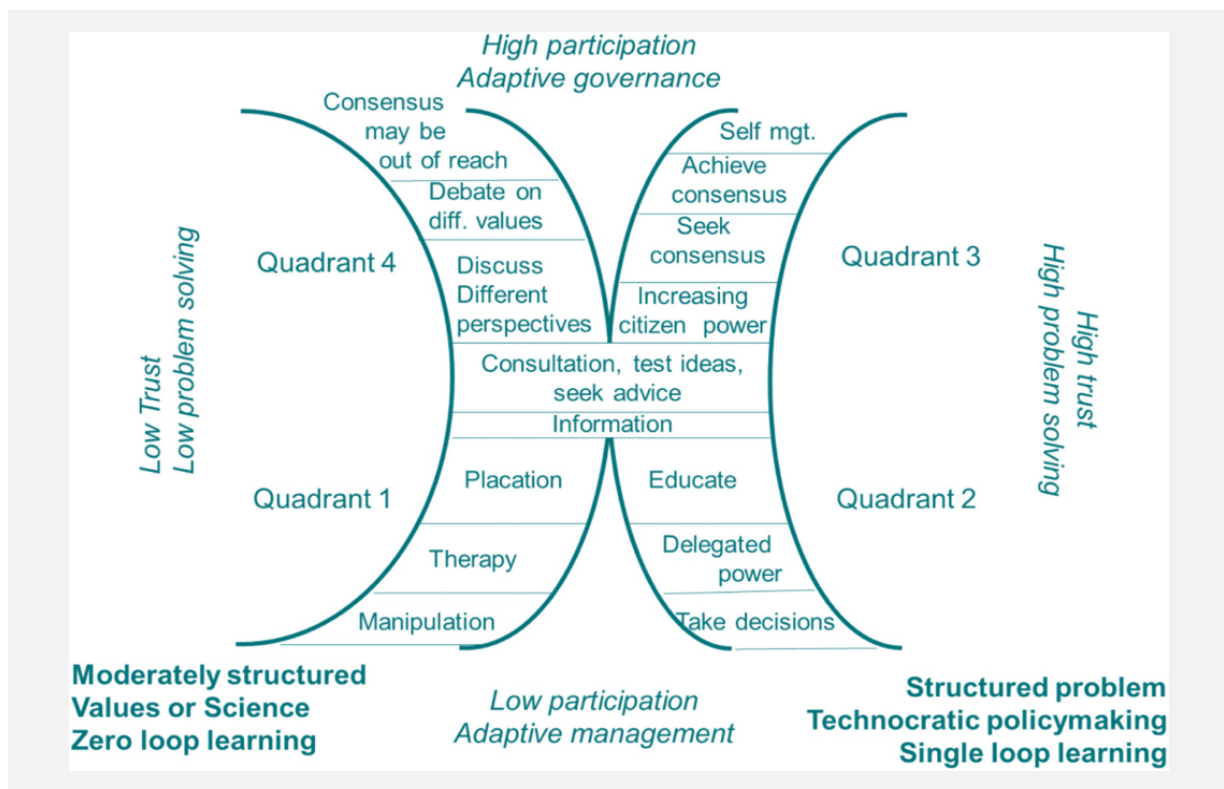 High participation
Adaptive governance
Consensus
may be
out of reach
Debate on
diff. values
Discuss
Different
perspectives
Self mgt.
Achieve
consensus
Seek
consensus
Increasing
citizen power
Quadrant 4
Quadrant 3
Low Trust
Low problem solving
High trust
High problem solving
Consultation, test ideas,
seek advice
Information
Quadrant 1
Placation
Therapy
Manipulation
Educate
Delegated
power
Take decisions
Quadrant 2
Moderately structured
Values or Science
Zero loop learning
Low participation
Adaptive management
Structured problem
Technocratic policymaking
Single loop learning